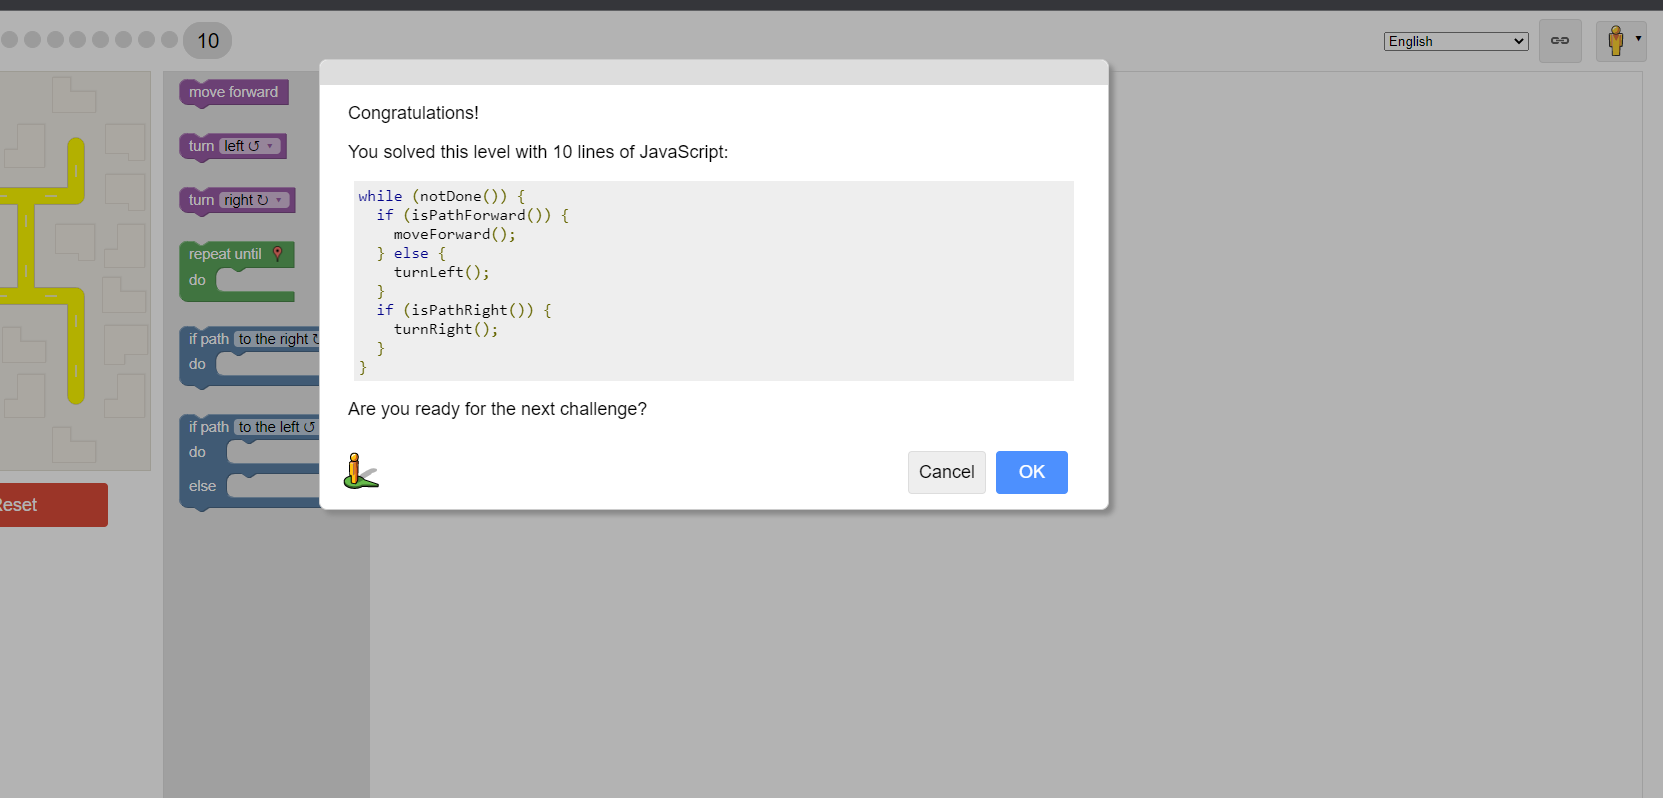 10
English
move forward
turn left ↺
turn right ↻
repeat until
do
if path to the right ↻
do
if path to the left ↺
do
else
Reset
Congratulations!
You solved this level with 10 lines of JavaScript:
while (notDone()) {
  if (isPathForward()) {
    moveForward();
  } else {
    turnLeft();
  }
  if (isPathRight()) {
    turnRight();
  }
}
Are you ready for the next challenge?
Cancel
OK